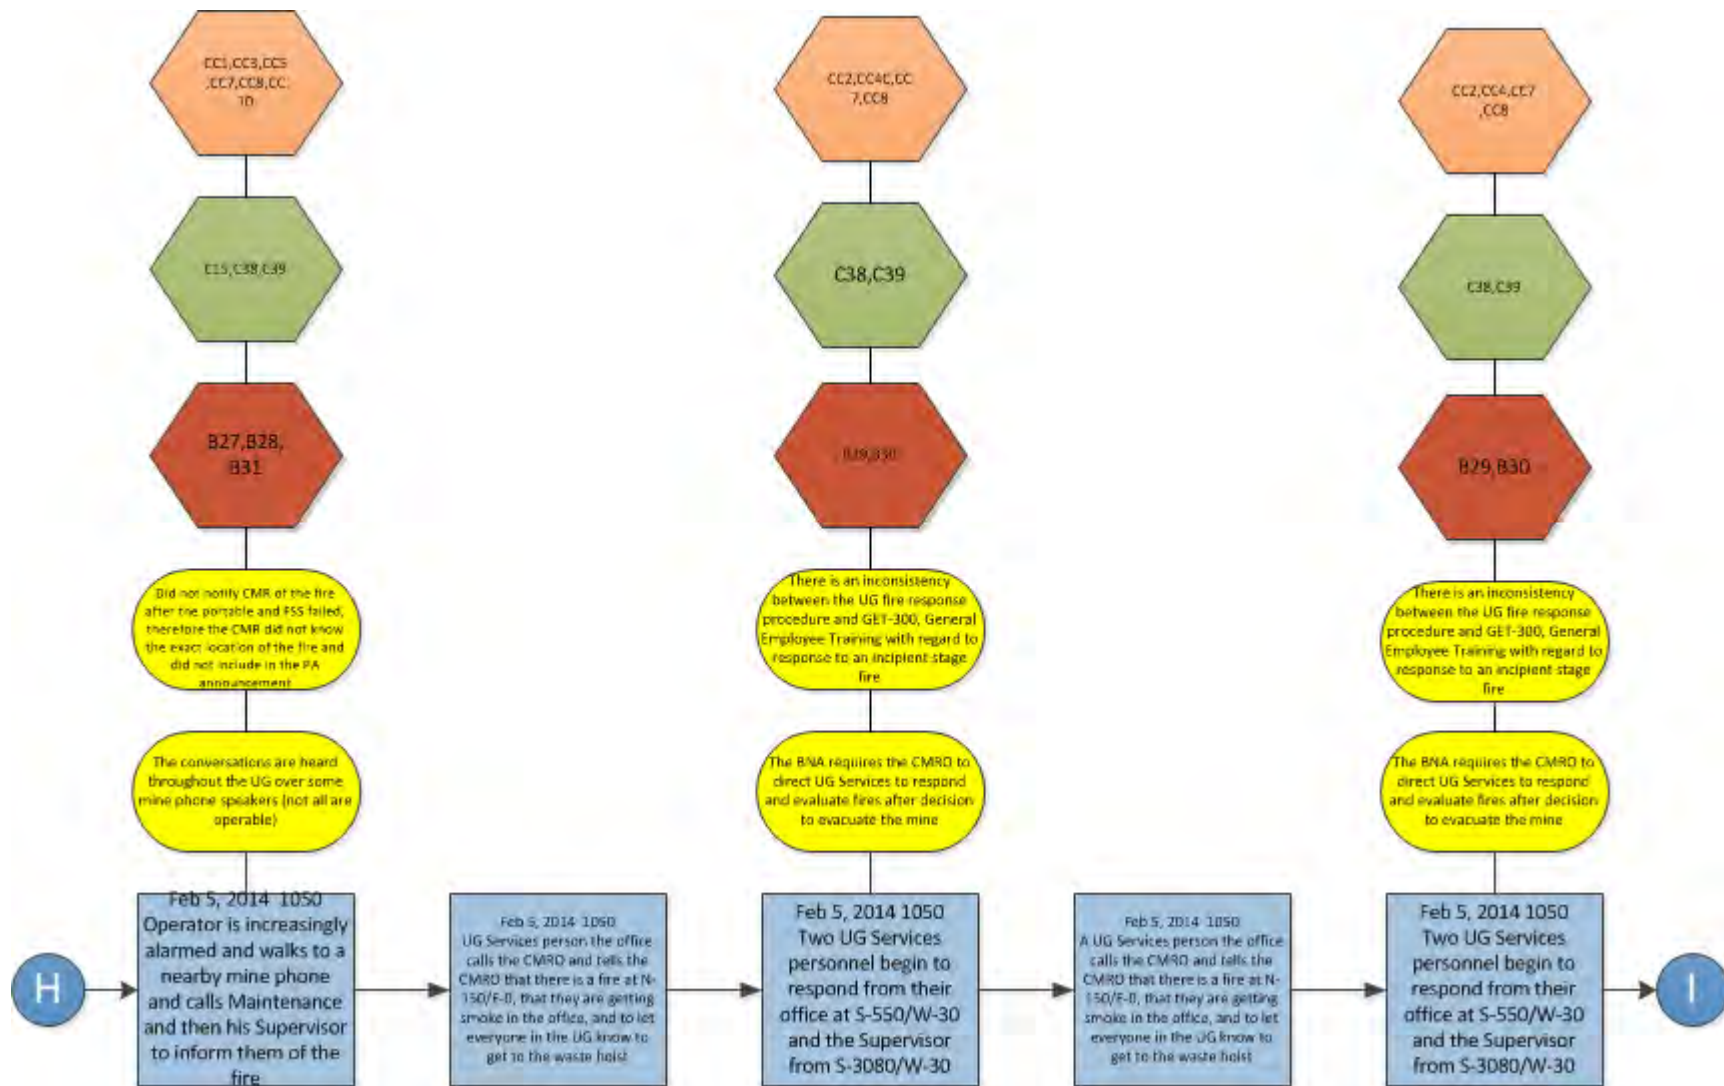 CC1,CC3,CC5
,CC7,CC8,CC
10
C15,C38,C39
B27,B28,
B31
Did not notify CMR of the fire
after the portable and FSS failed,
therefore the CMR did not know
the exact location of the fire and
did not include in the PA
announcement
The conversations are heard
throughout the UG over some
mine phone speakers (not all are
operable)
CC2,CC4C,CC
7,CC8
C38,C39
B29,B30
There is an inconsistency
between the UG fire response
procedure and GET-300, General
Employee Training with regard to
response to an incipient stage
fire
The BNA requires the CMRO to
direct UG Services to respond
and evaluate fires after decision
to evacuate the mine
CC2,CC4,CC7
,CC8
C38,C39
B29,B30
There is an inconsistency
between the UG fire response
procedure and GET-300, General
Employee Training with regard to
response to an incipient stage
fire
The BNA requires the CMRO to
direct UG Services to respond
and evaluate fires after decision
to evacuate the mine
H
Feb 5, 2014 1050
Operator is increasingly
alarmed and walks to a
nearby mine phone
and calls Maintenance
and then his Supervisor
to inform them of the
fire
Feb 5, 2014 1050
UG Services person the office
calls the CMRO and tells the
CMRO that there is a fire at N-
150/E-0, that they are getting
smoke in the office, and to let
everyone in the UG know to
get to the waste hoist
Feb 5, 2014 1050
Two UG Services
personnel begin to
respond from their
office at S-550/W-30
and the Supervisor
from S-3080/W-30
Feb 5, 2014 1050
A UG Services person the office
calls the CMRO and tells the
CMRO that there is a fire at N-
150/E-0, that they are getting
smoke in the office, and to let
everyone in the UG know to
get to the waste hoist
Feb 5, 2014 1050
Two UG Services
personnel begin to
respond from their
office at S-550/W-30
and the Supervisor
from S-3080/W-30
I